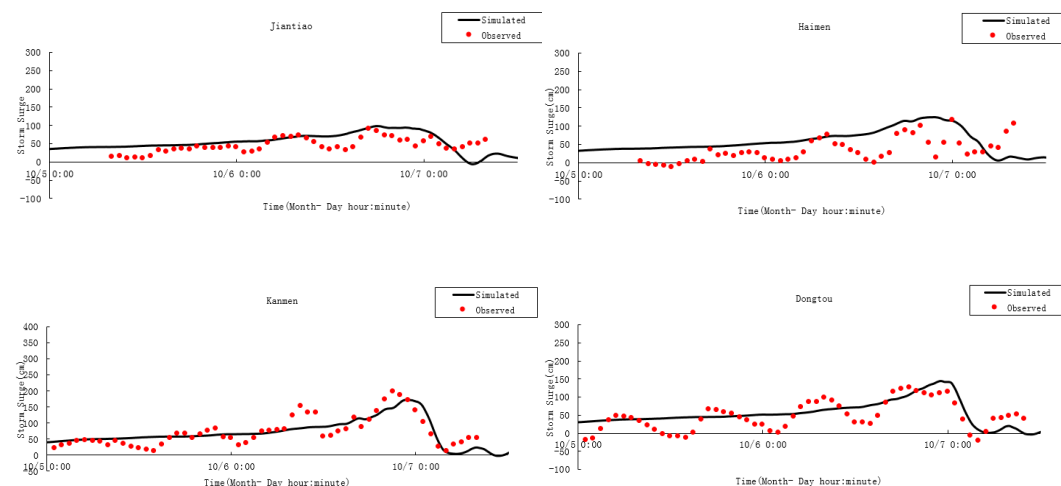 Jiantiao
Simulated
Observed
Storm Surge
300
250
200
150
100
50
0
-50
-100
10/5 0:00
10/6 0:00
10/7 0:00
Time(Month- Day hour:minute)
Haimen
Simulated
Observed
Storm Surge(cm)
300
250
200
150
100
50
0
-50
-100
10/5 0:00
10/6 0:00
10/7 0:00
Time(Month- Day hour:minute)
Kanmen
Simulated
Observed
Storm Surge(cm)
400
350
300
250
200
150
100
50
0
-50
10/5 0:00
10/6 0:00
10/7 0:00
Time(Month- Day hour:minute)
Dongtou
Simulated
Observed
Storm Surge(cm)
300
250
200
150
100
50
0
-50
-100
10/5 0:00
10/6 0:00
10/7 0:00
Time(Month- Day hour:minute)